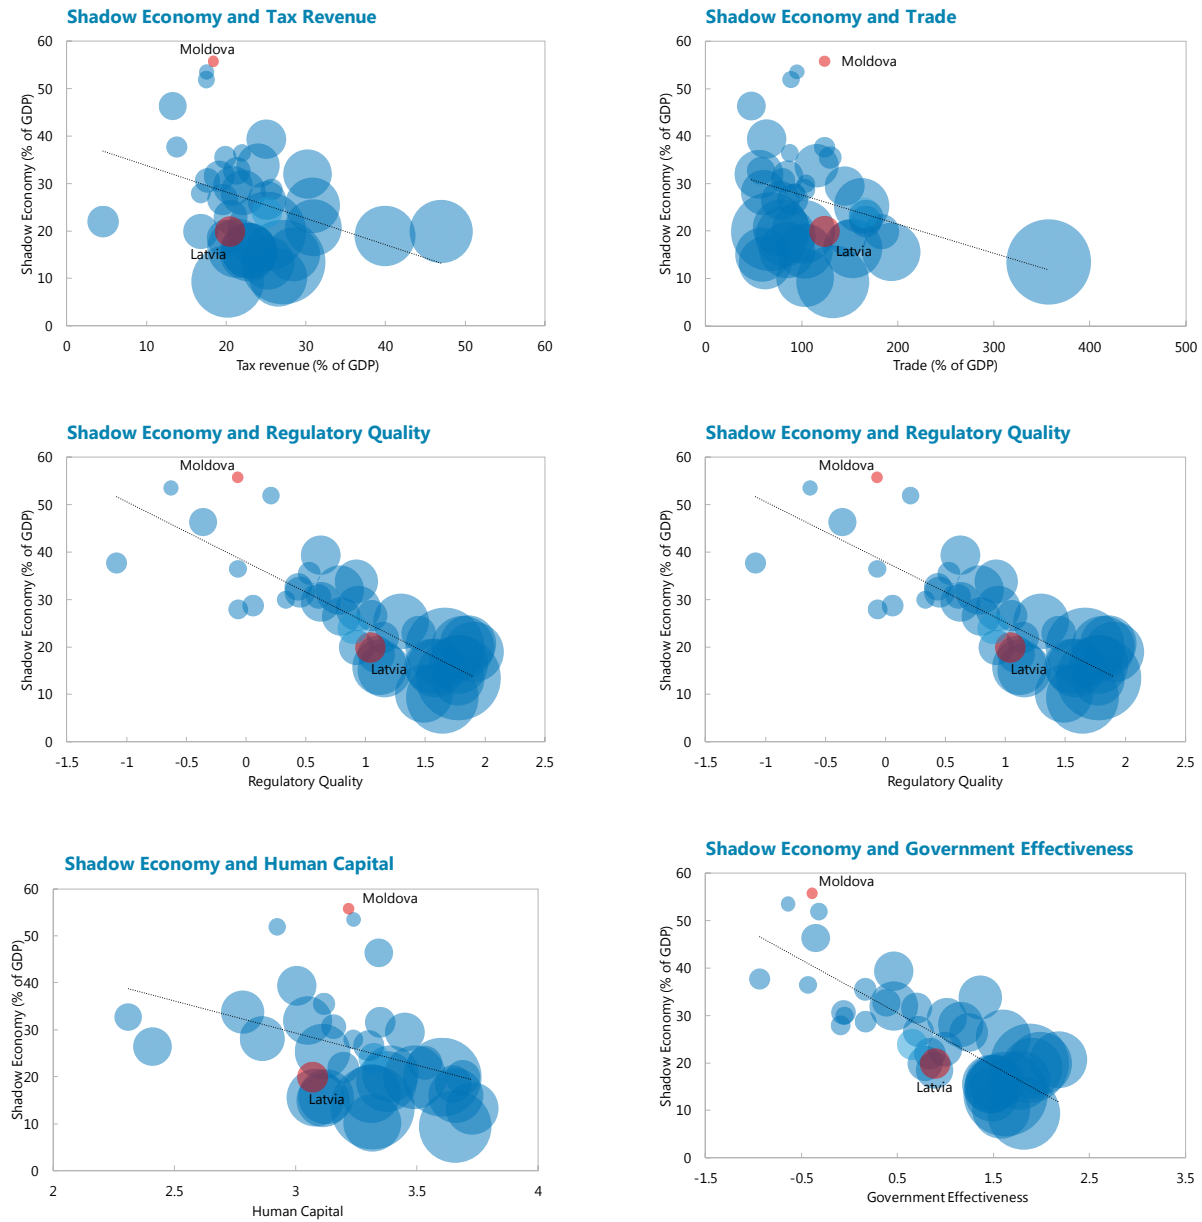 Shadow Economy and Tax Revenue
Shadow Economy (% of GDP)
60
50
40
30
20
10
0
Moldova
Latvia
0 10 20 30 40 50 60
Tax revenue (% of GDP)
Shadow Economy and Trade
Shadow Economy (% of GDP)
60
50
40
30
20
10
0
Moldova
Latvia
0 100 200 300 400 500
Trade (% of GDP)
Shadow Economy and Regulatory Quality
Shadow Economy (% of GDP)
60
50
40
30
20
10
0
Moldova
Latvia
-1.5 -1 -0.5 0 0.5 1 1.5 2 2.5
Regulatory Quality
Shadow Economy and Regulatory Quality
Shadow Economy (% of GDP)
60
50
40
30
20
10
0
Moldova
Latvia
-1.5 -1 -0.5 0 0.5 1 1.5 2 2.5
Regulatory Quality
Shadow Economy and Human Capital
Shadow Economy (% of GDP)
60
50
40
30
20
10
0
Moldova
Latvia
2 2.5 3 3.5 4
Human Capital
Shadow Economy and Government Effectiveness
Shadow Economy (% of GDP)
60
50
40
30
20
10
0
Moldova
Latvia
-1.5 -0.5 0.5 1.5 2.5 3.5
Government Effectiveness